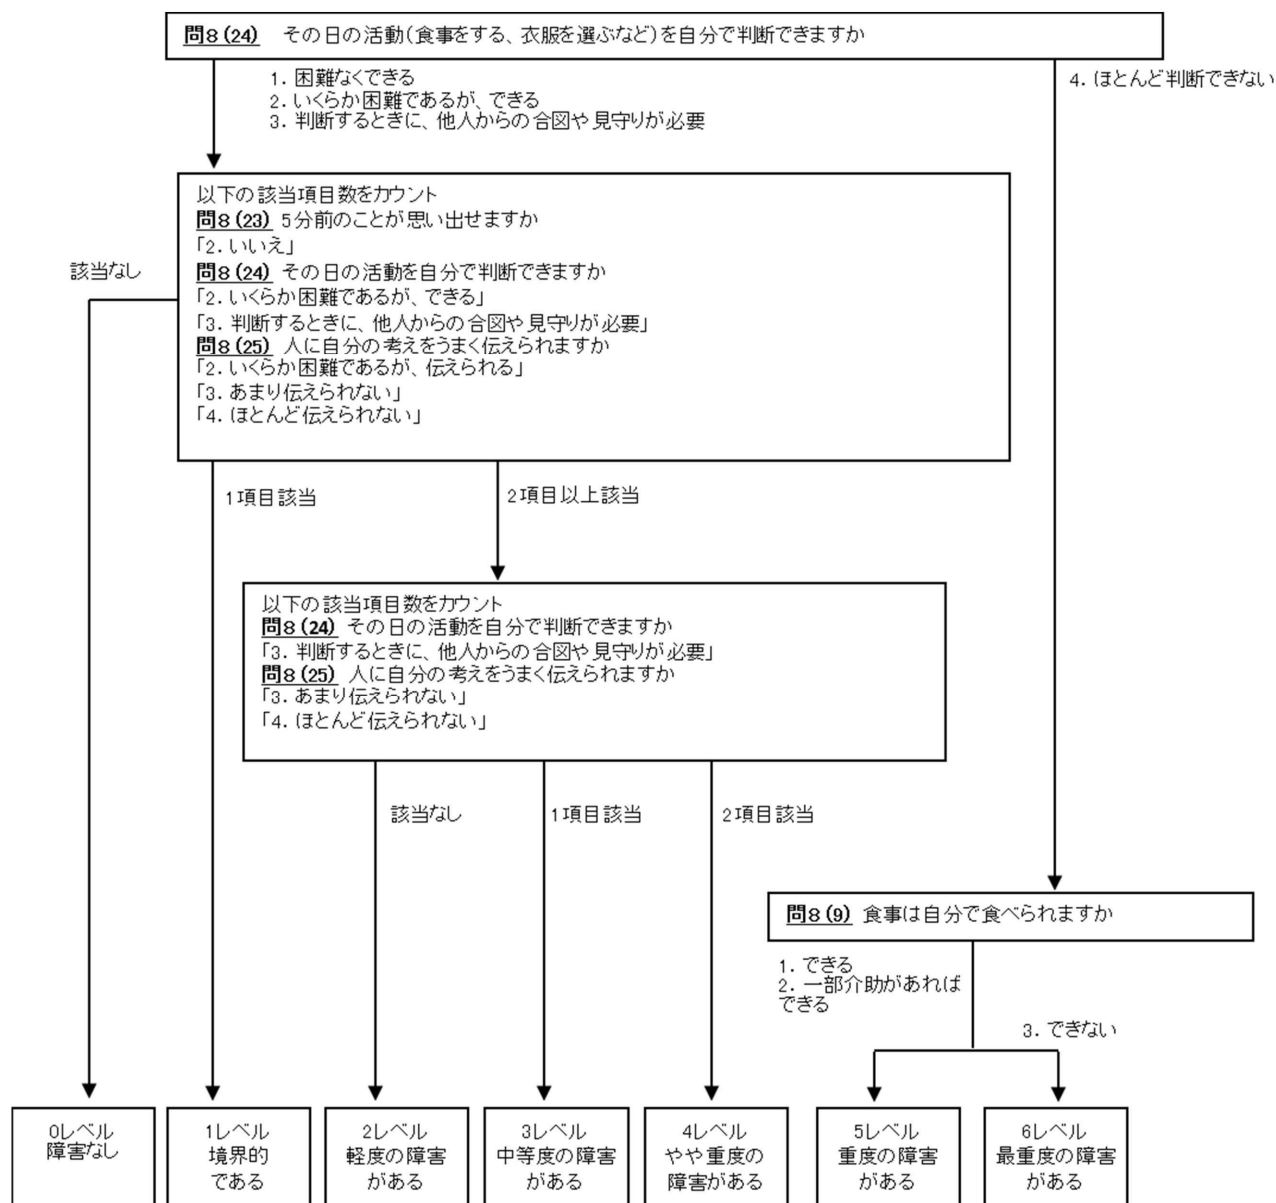 問8(24) その日の活動(食事をする、衣服を選ぶなど)を自分で判断できますか
1. 困難なくできる
2. いくらか困難であるが、できる
3. 判断するときに、他人からの合図や見守りが必要
4. ほとんど判断できない
以下の該当項目数をカウント
問8(23) 5分前のことが思い出せますか
「2. いいえ」
問8(24) その日の活動を自分で判断できますか
「2. いくらか困難であるが、できる」
「3. 判断するときに、他人からの合図や見守りが必要」
問8(25) 人に自分の考えをうまく伝えられますか
「2. いくらか困難であるが、伝えられる」
「3. あまり伝えられない」
「4. ほとんど伝えられない」
該当なし
1項目該当
2項目以上該当
以下の該当項目数をカウント
問8(24) その日の活動を自分で判断できますか
「3. 判断するときに、他人からの合図や見守りが必要」
問8(25) 人に自分の考えをうまく伝えられますか
「3. あまり伝えられない」
「4. ほとんど伝えられない」
該当なし
1項目該当
2項目該当
問8(9) 食事は自分で食べられますか
1. できる
2. 一部介助があれば
できる
3. できない
0レベル
障害なし
1レベル
境界的
である
2レベル
軽度の障害
がある
3レベル
中等度の障害
がある
4レベル
やや重度の
障害がある
5レベル
重度の障害
がある
6レベル
最重度の障害
がある